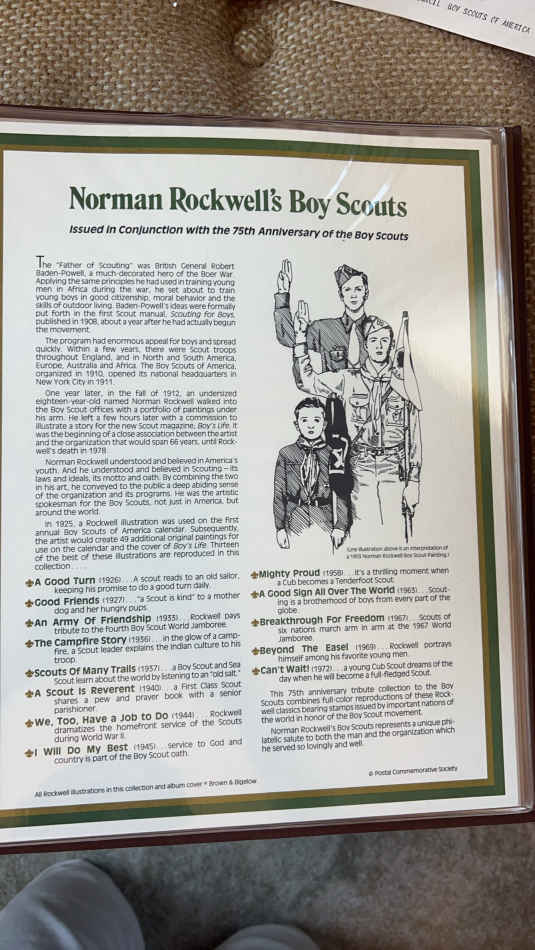 BOY SCOUTS OF AMERICA
Norman Rockwell's Boy Scouts
Issued in Conjunction with the 75th Anniversary of the Boy Scouts
The "Father of Scouting" was British General Robert
Baden-Powell, a much-decorated hero of the Boer War.
Applying the same principles he had used in training young
men in Africa during the war, he set about to train
young boys in good citizenship, moral behavior and the
skills of outdoor living. Baden-Powell's ideas were formally
put forth in the first Scout manual, Scouting for Boys,
published in 1908, about a year after he had actually begun
the movement.
The program had enormous appeal for boys and spread
quickly. Within a few years, there were Scout troops
throughout England, and in North and South America,
Europe, Australia and Africa. The Boy Scouts of America,
organized in 1910, opened its national headquarters in
New York City in 1911.
One year later, in the fall of 1912, an undersized
eighteen-year-old named Norman Rockwell walked into
the Boy Scout offices with a portfolio of paintings under
his arm. He left a few hours later with a commission to
illustrate a story for the new Scout magazine, Boy's Life. It
was the beginning of a close association between the artist
and the organization that would span 66 years, until Rock-
well's death in 1978.
Norman Rockwell understood and believed in America's
youth. And he understood and believed in Scouting – its
laws and ideals, its motto and oath. By combining the two
in his art, he conveyed to the public a deep abiding sense
of the organization and its programs. He was the artistic
spokesman for the Boy Scouts, not just in America, but
around the world.
In 1925, a Rockwell illustration was used on the first
annual Boy Scouts of America calendar. Subsequently,
the artist would create 49 additional original paintings for
use on the calendar and the cover of Boy's Life. Thirteen
of the best of these illustrations are reproduced in this
collection . . . .
A Good Turn (1926) . . . A scout reads to an old sailor,
keeping his promise to do a good turn daily.
Good Friends (1927) . . . "a Scout is kind" to a mother
dog and her hungry pups.
An Army Of Friendship (1933) . . . Rockwell pays
tribute to the Fourth Boy Scout World Jamboree.
The Campfire Story (1936) . . . in the glow of a camp-
fire, a Scout leader explains the Indian culture to his
troop.
Scouts Of Many Trails (1937) . . . a Boy Scout and Sea
Scout learn about the world by listening to an "old salt."
A Scout Is Reverent (1940) . . . a First Class Scout
shares a pew and prayer book with a senior
parishioner.
We, Too, Have a Job to Do (1944) . . . Rockwell
dramatizes the homefront service of the Scouts
during World War II.
I Will Do My Best (1945) . . . service to God and
country is part of the Boy Scout oath.
(Line illustration above is an interpretation of
a 1953 Norman Rockwell Boy Scout Painting.)
Mighty Proud (1958) . . . It's a thrilling moment when
a Cub becomes a Tenderfoot Scout.
A Good Sign All Over The World (1963) . . . Scout-
ing is a brotherhood of boys from every part of the
globe.
Breakthrough For Freedom (1967) . . . Scouts of
six nations march arm in arm at the 1967 World
Jamboree.
Beyond The Easel (1969) . . . Rockwell portrays
himself among his favorite young men.
Can't Wait! (1972) . . . a young Cub Scout dreams of the
day when he will become a full-fledged Scout.
This 75th anniversary tribute collection to the Boy
Scouts combines full-color reproductions of these Rock-
well classics bearing stamps issued by important nations of
the world in honor of the Boy Scout movement.
Norman Rockwell's Boy Scouts represents a unique phi-
latelic salute to both the man and the organization which
he served so lovingly and well.
All Rockwell illustrations in this collection and album cover © Brown & Bigelow
© Postal Commemorative Society